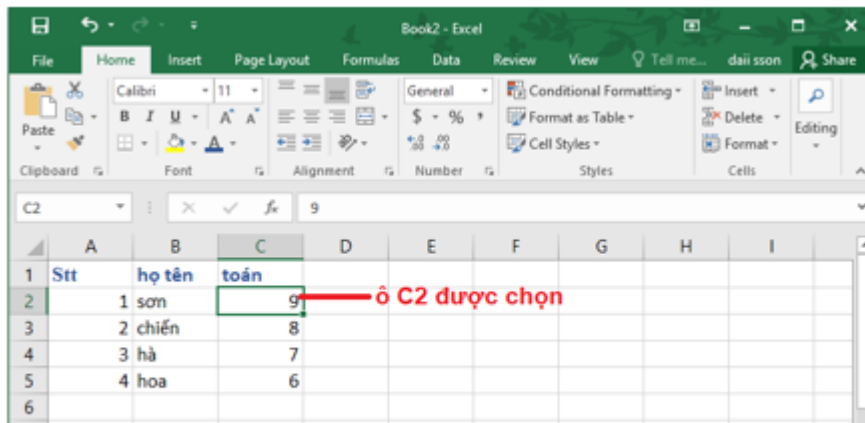 Book2 - Excel
File Home Insert Page Layout Formulas Data Review View Tell me... daii sson Share
Calibri 11 General Conditional Formatting Insert
Paste B I U A A $ % Format as Table Delete Editing
A Cell Styles Format
Clipboard Font Alignment Number Styles Cells
C2 fx 9
A B C D E F G H I
1 Stt họ tên toán
2 1 sơn 9 ô C2 được chọn
3 2 chiến 8
4 3 hà 7
5 4 hoa 6
6